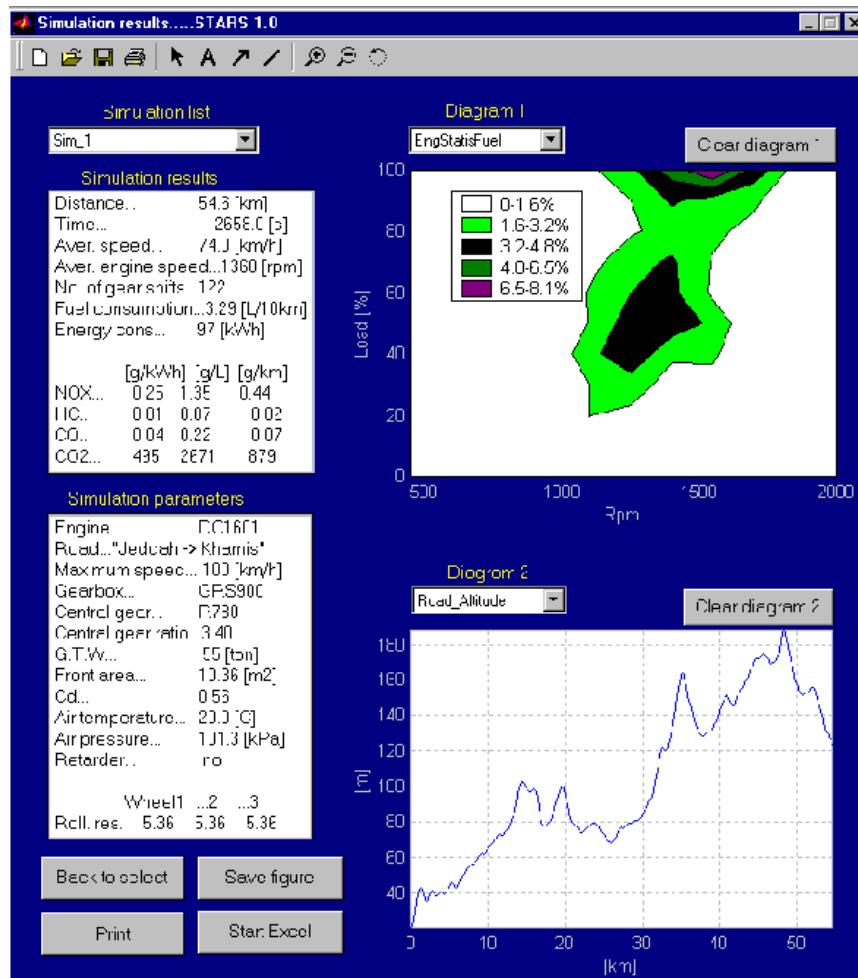 Simulation results.....STARS 1.0
Simulation list
Sim_1
Simulation results
Distance.. 54.6 [km]
Time... 2658.0 [s]
Aver. speed.. 74.0 [km/h]
Aver. engine speed...1360 [rpm]
No. of gear shifts 122
Fuel consumption...3.29 [L/10km]
Energy cons... 97 [kWh]
[g/kWh] [g/L] [g/km]
NOX... 0.25 1.35 0.44
HC.. 0.01 0.07 0.02
CO.. 0.04 0.22 0.07
CO2... 495 2671 879
Simulation parameters
Engine
Road..."Jeddah -> Khamis"
Maximum speed... 100 [km/h]
Gearbox... GRS900
Central gear.. R780
Central gear ratio 3.40
G.T.W... 55 [ton]
Front area... 10.36 [m2]
Cd.. 0.56
Air temperature... 20.0 [C]
Air pressure... 101.3 [kPa]
Retarder.. no
Wheel1 ...2 ...3
Roll. res. 5.36 5.36 5.36
Back to select
Save figure
Print
Start Excel
Diagram 1
EngStatisFuel
Clear diagram 1
0-1.6%
1.6-3.2%
3.2-4.8%
4.8-6.5%
6.5-8.1%
100
80
60
40
20
0
Load [%]
500 1000 1500 2000
Rpm
Diagram 2
Road_Altitude
Clear diagram 2
180
160
140
120
100
80
60
40
[m]
0 10 20 30 40 50
[km]